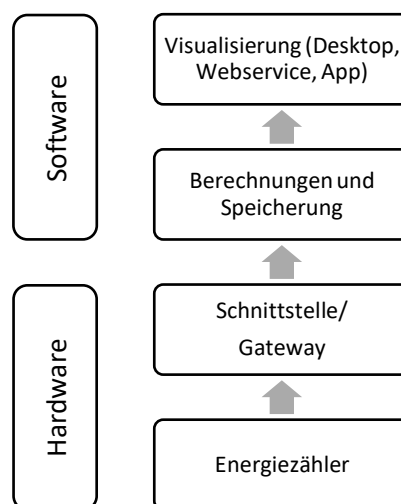 Software
Visualisierung (Desktop,
Webservice, App)
Berechnungen und
Speicherung
Hardware
Schnittstelle/
Gateway
Energiezähler